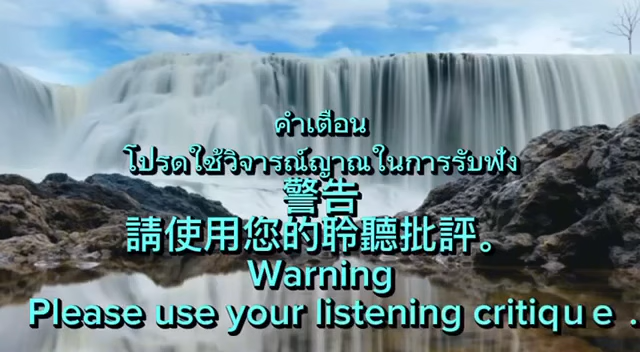 คำเตือน
โปรดใช้วิจารณ์ญาณในการรับฟัง
警告
請使用您的聆聽批評。
Warning
Please use your listening critique .